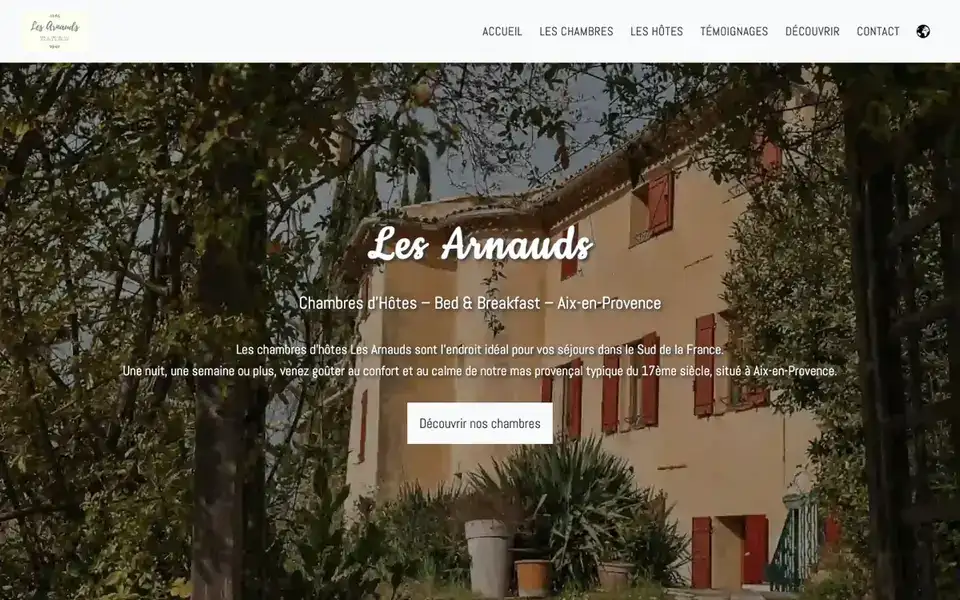 Les Arnauds
ACCUEIL
LES CHAMBRES
LES HÔTES
TÉMOIGNAGES
DÉCOUVRIR
CONTACT
Les Arnauds
Chambres d'Hôtes – Bed & Breakfast – Aix-en-Provence
Les chambres d'hôtes Les Arnauds sont l'endroit idéal pour vos séjours dans le Sud de la France.
Une nuit, une semaine ou plus, venez goûter au confort et au calme de notre mas provençal typique du 17ème siècle, situé à Aix-en-Provence.
Découvrir nos chambres